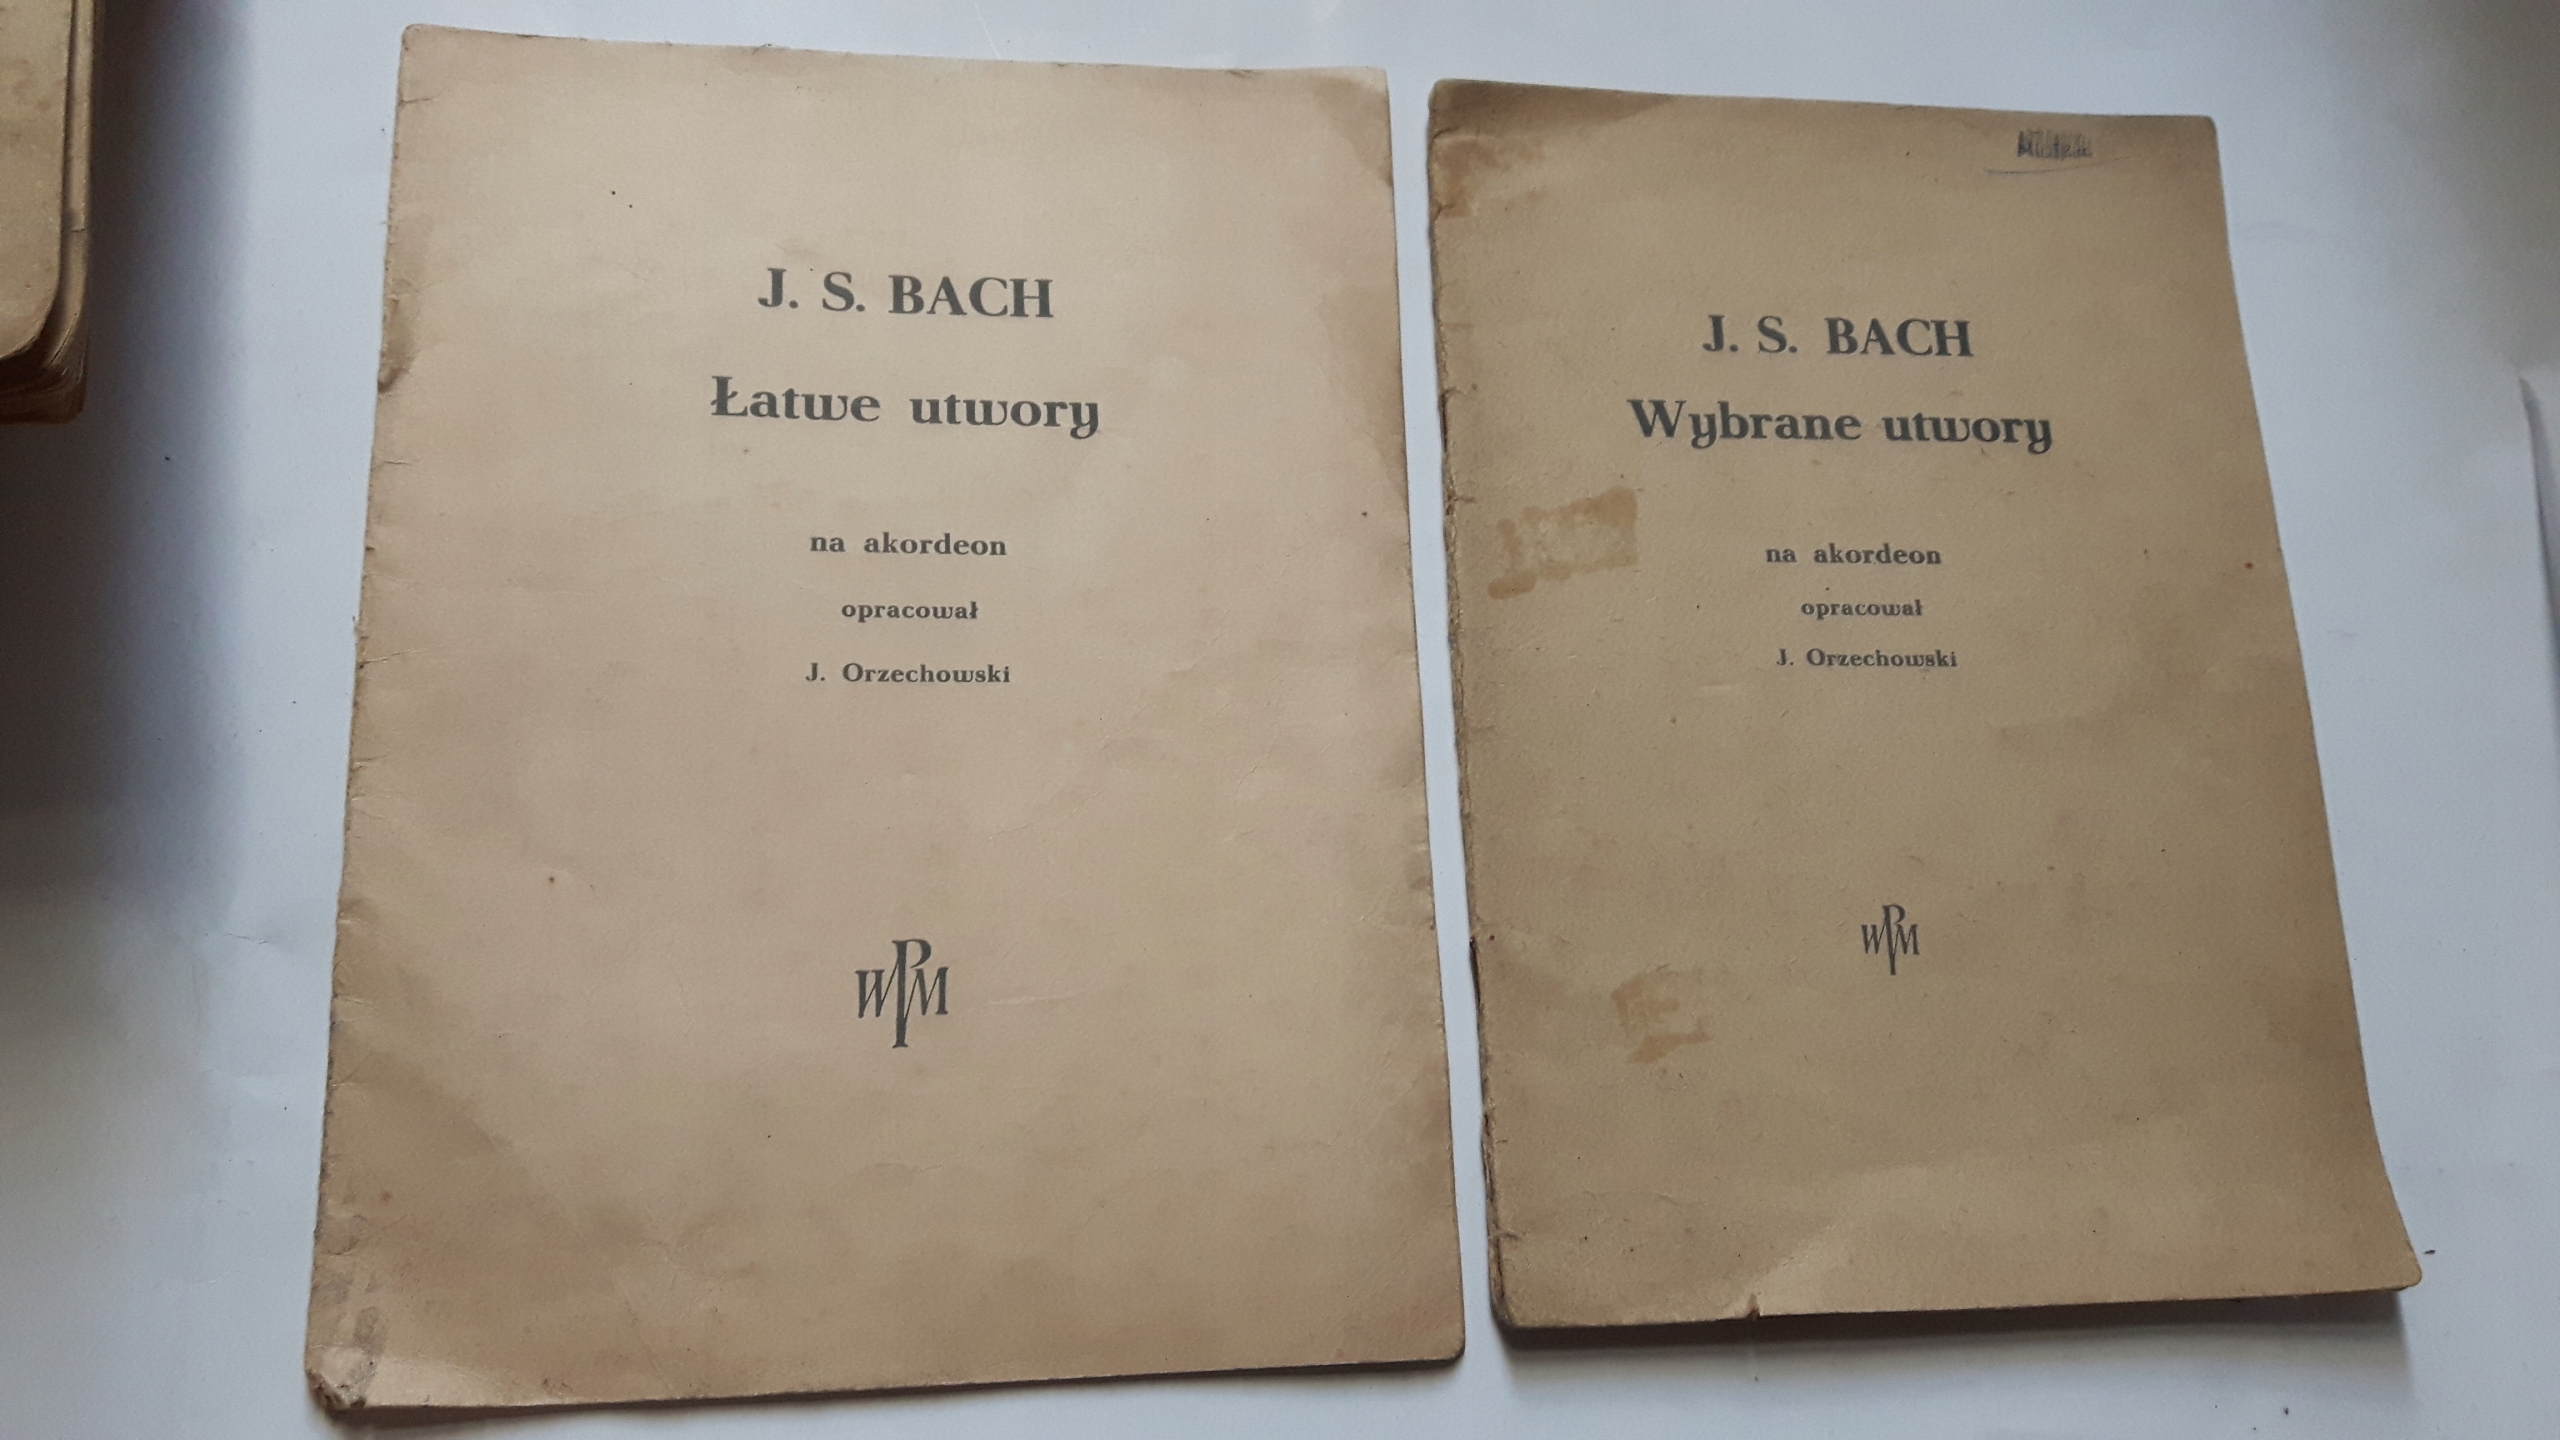 J. S. BACH
Łatwe utwory
na akordeon
opracował
J. Orzechowski
WPM
J. S. BACH
Wybrane utwory
na akordeon
opracował
J. Orzechowski
WPM